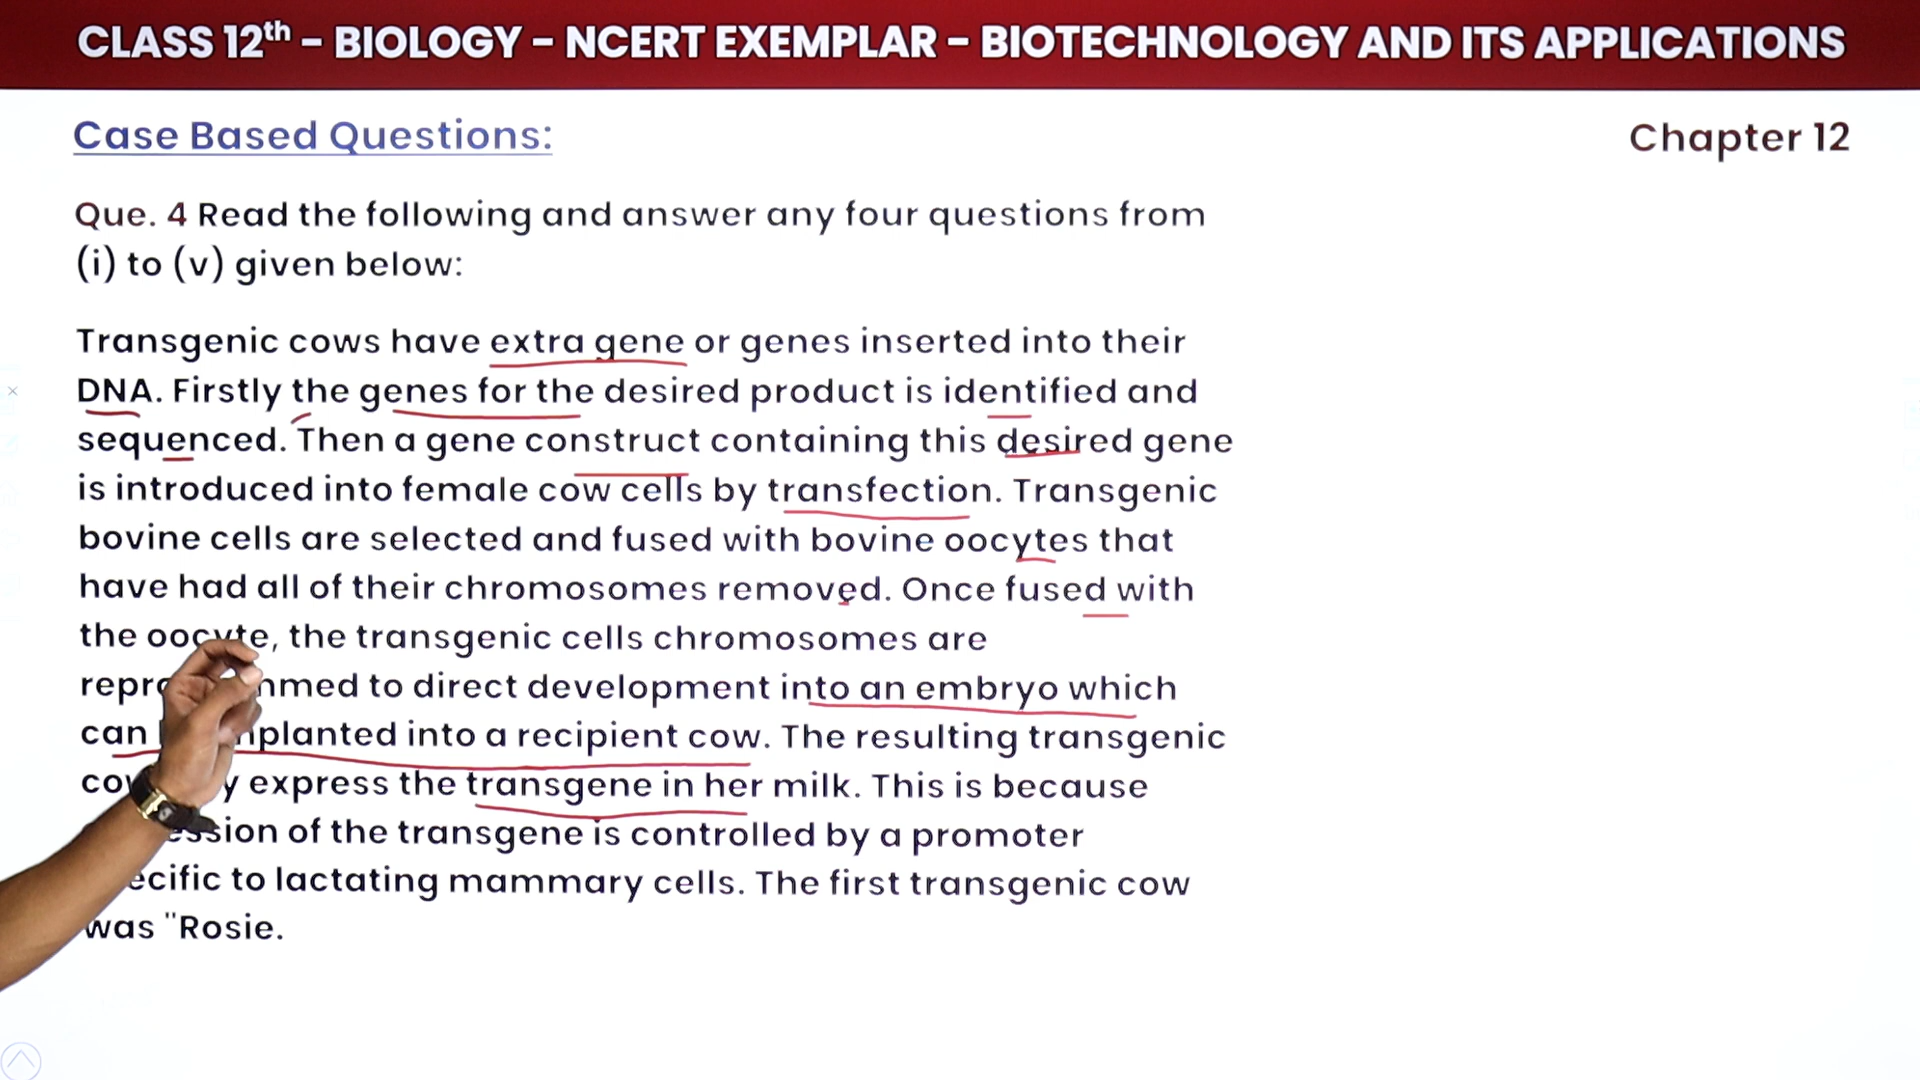 CLASS 12th - BIOLOGY - NCERT EXEMPLAR - BIOTECHNOLOGY AND ITS APPLICATIONS
Case Based Questions:
Chapter 12
Que. 4 Read the following and answer any four questions from
(i) to (v) given below:
Transgenic cows have extra gene or genes inserted into their
DNA. Firstly the genes for the desired product is identified and
sequenced. Then a gene construct containing this desired gene
is introduced into female cow cells by transfection. Transgenic
bovine cells are selected and fused with bovine oocytes that
have had all of their chromosomes removed. Once fused with
the oocyte, the transgenic cells chromosomes are
to direct development into an embryo which
can into a recipient cow. The resulting transgenic
express the transgene in her milk. This is because
of the transgene is controlled by a promoter
to lactating mammary cells. The first transgenic cow
was "Rosie.